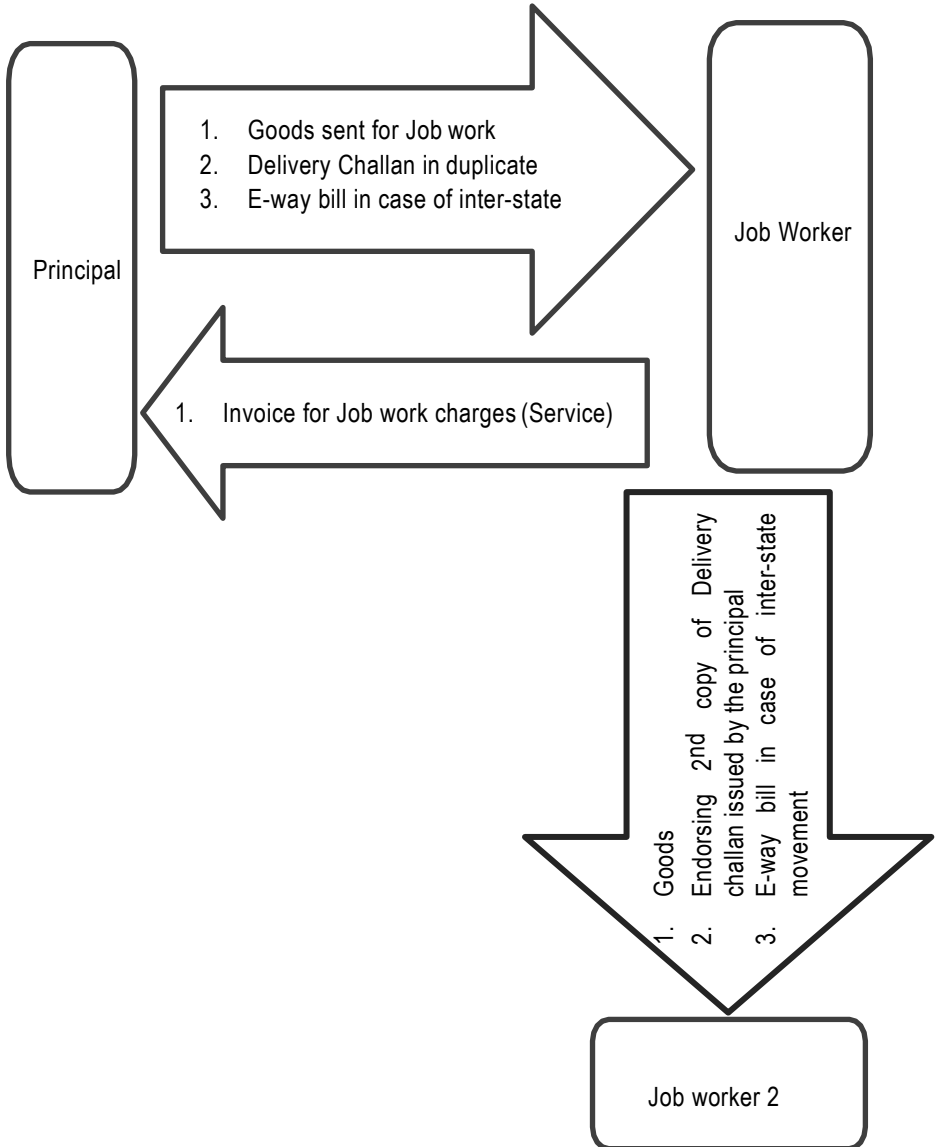 Principal
1. Goods sent for Job work
2. Delivery Challan in duplicate
3. E-way bill in case of inter-state
Job Worker
1. Invoice for Job work charges (Service)
1. Goods
2. Endorsing 2nd copy of Delivery
challan issued by the principal
3. E-way bill in case of inter-state
movement
Job worker 2